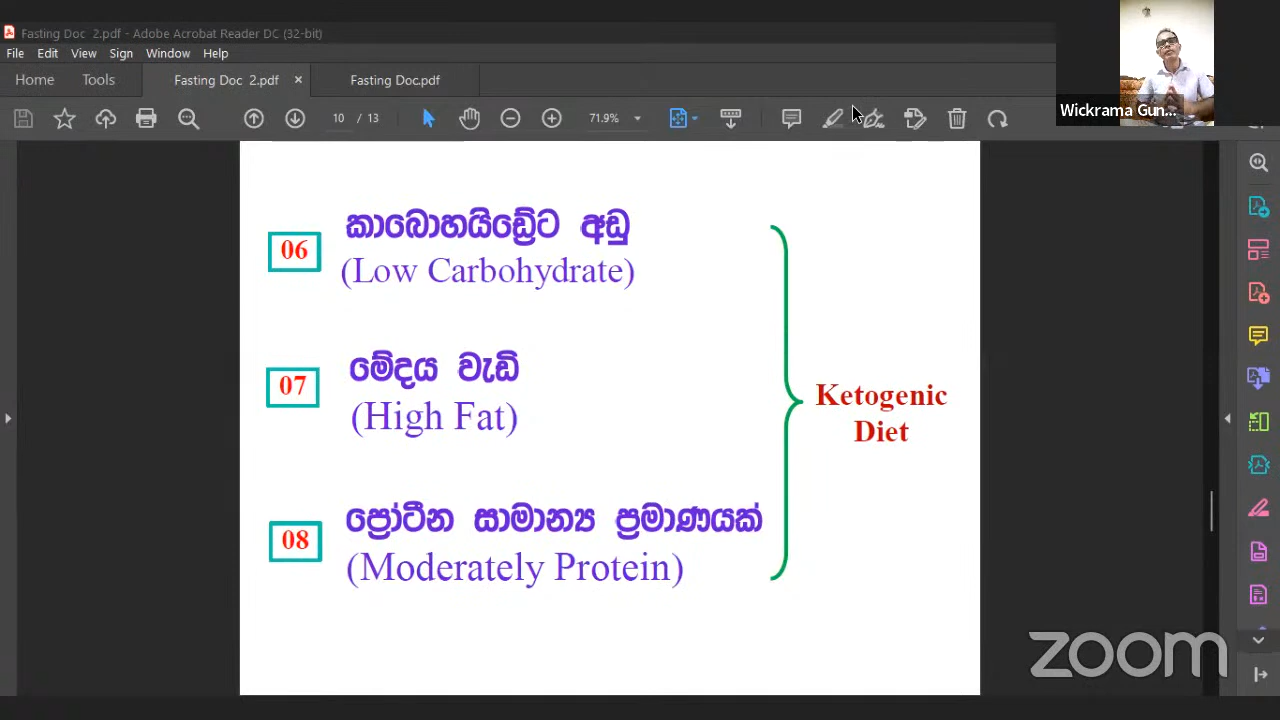 Fasting Doc 2.pdf - Adobe Acrobat Reader DC (32-bit)
File Edit View Sign Window Help
Home Tools Fasting Doc 2.pdf × Fasting Doc.pdf
10 / 13 71.9%
Wickrama Gun...
06
කාබොහයිඩ්‍රේට අඩු
(Low Carbohydrate)
07
මේදය වැඩි
(High Fat)
08
ප්‍රෝටීන සාමාන්‍ය ප්‍රමාණයක්
(Moderately Protein)
Ketogenic
Diet
zoom